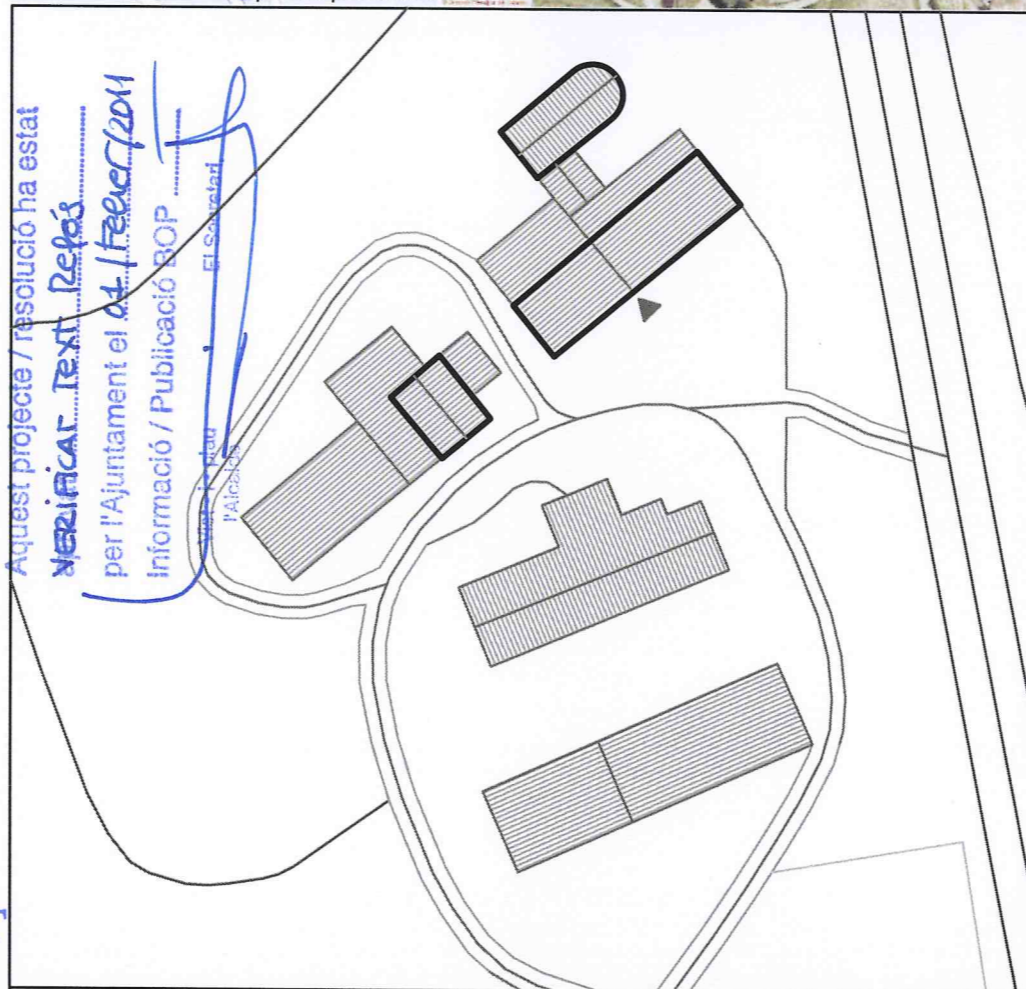 Aquest projecte / resolució ha estat
VERIFICAT TEXT Refós
per l'Ajuntament el 01/Febrer/2011
Informació / Publicació BOP
El Secretari
l'Alcalde